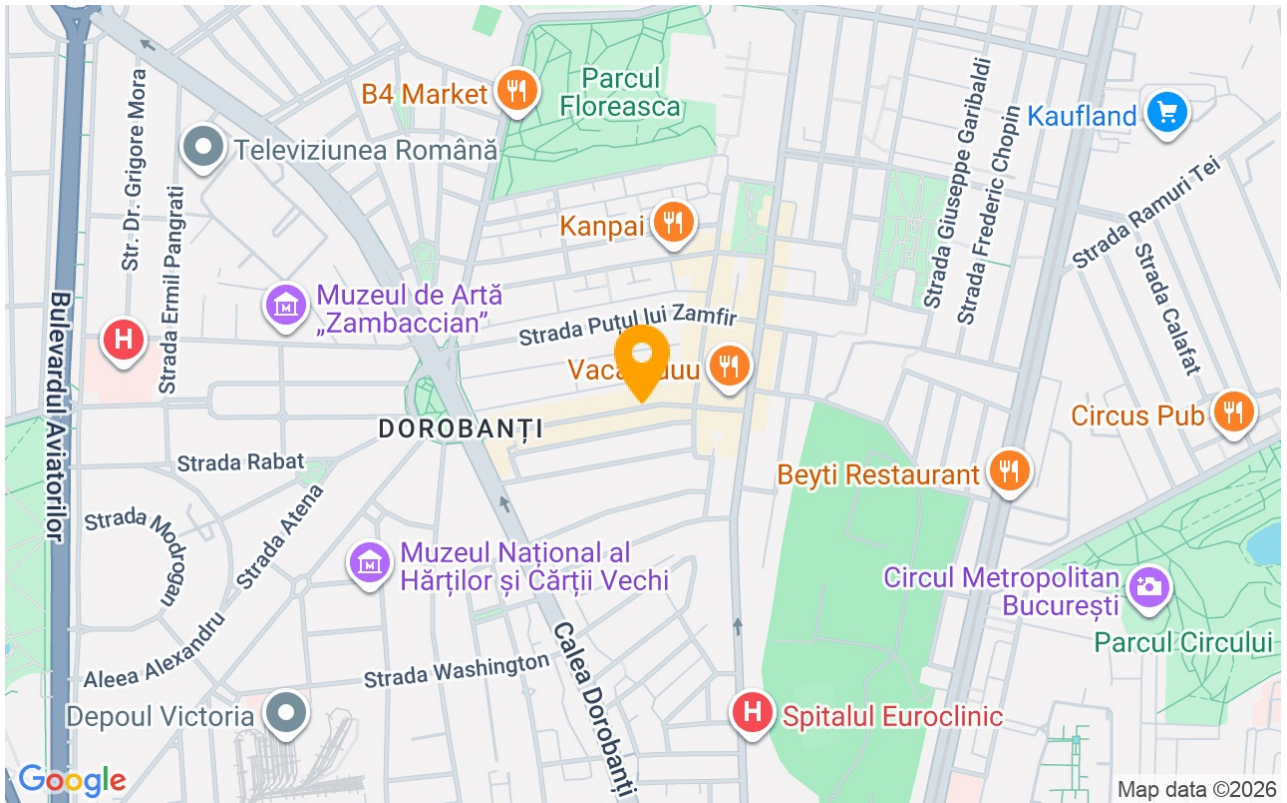 B4 Market
Parcul
Floreasca
Kaufland
Televiziunea Română
Str. Dr. Grigore Mora
Strada Ermil Pangrati
Strada Giuseppe Garibaldi
Strada Frederic Chopin
Strada Ramuri Tei
Strada Calafat
Kanpai
Muzeul de Artă
„Zambaccian”
Strada Puțul lui Zamfir
H
Bulevardul Aviatorilor
DOROBANȚI
Circus Pub
Strada Rabat
Beyti Restaurant
Strada Atena
Strada Modrogan
Muzeul Național al
Hărților și Cărții Vechi
Circul Metropolitan
București
Parcul Circului
Aleea Alexandru
Strada Washington
Calea Dorobanți
Depoul Victoria
H
Spitalul Euroclinic
Google
Map data ©2026